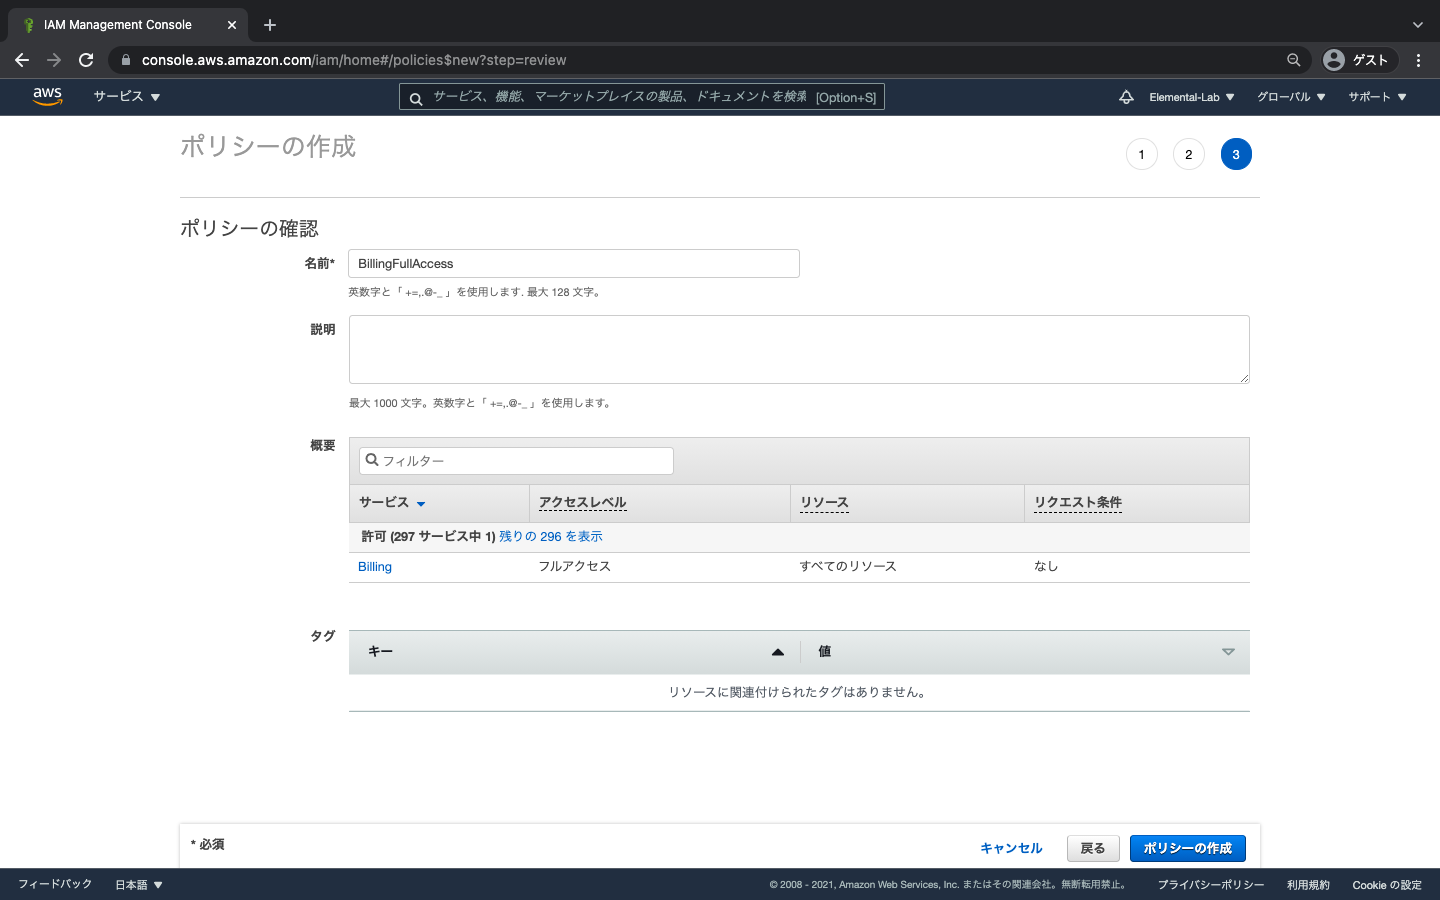 IAM Management Console
console.aws.amazon.com/iam/home#/policies$new?step=review
ゲスト
aws
サービス
サービス、機能、マーケットプレイスの製品、ドキュメントを検索 [Option+S]
Elemental-Lab
グローバル
サポート
ポリシーの作成
1
2
3
ポリシーの確認
名前*
BillingFullAccess
英数字と「 +=,.@-_ 」を使用します. 最大 128 文字。
説明
最大 1000 文字。英数字と「 +=,.@-_ 」を使用します。
概要
フィルター
サービス
アクセスレベル
リソース
リクエスト条件
許可 (297 サービス中 1) 残りの 296 を表示
Billing
フルアクセス
すべてのリソース
なし
タグ
キー
値
リソースに関連付けられたタグはありません。
* 必須
キャンセル
戻る
ポリシーの作成
フィードバック
日本語
© 2008 - 2021, Amazon Web Services, Inc. またはその関連会社。無断転用禁止。
プライバシーポリシー
利用規約
Cookie の設定